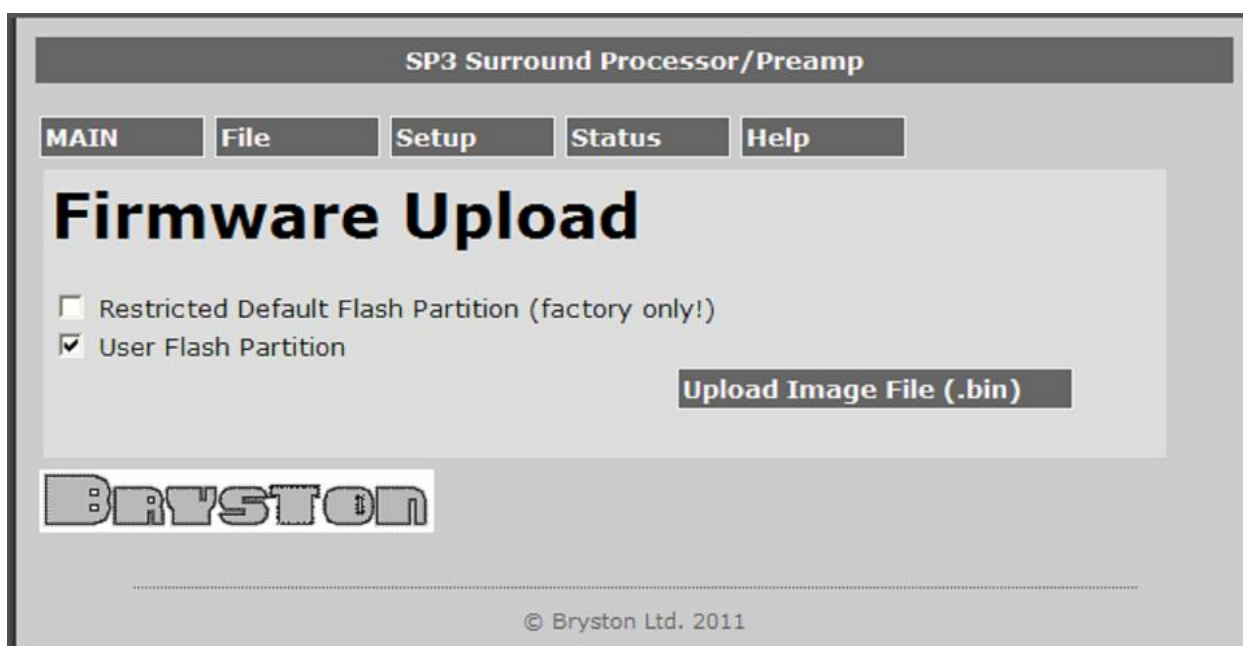 SP3 Surround Processor/Preamp
MAIN File Setup Status Help
Firmware Upload
Restricted Default Flash Partition (factory only!)
User Flash Partition
Upload Image File (.bin)
BRYSTON
© Bryston Ltd. 2011